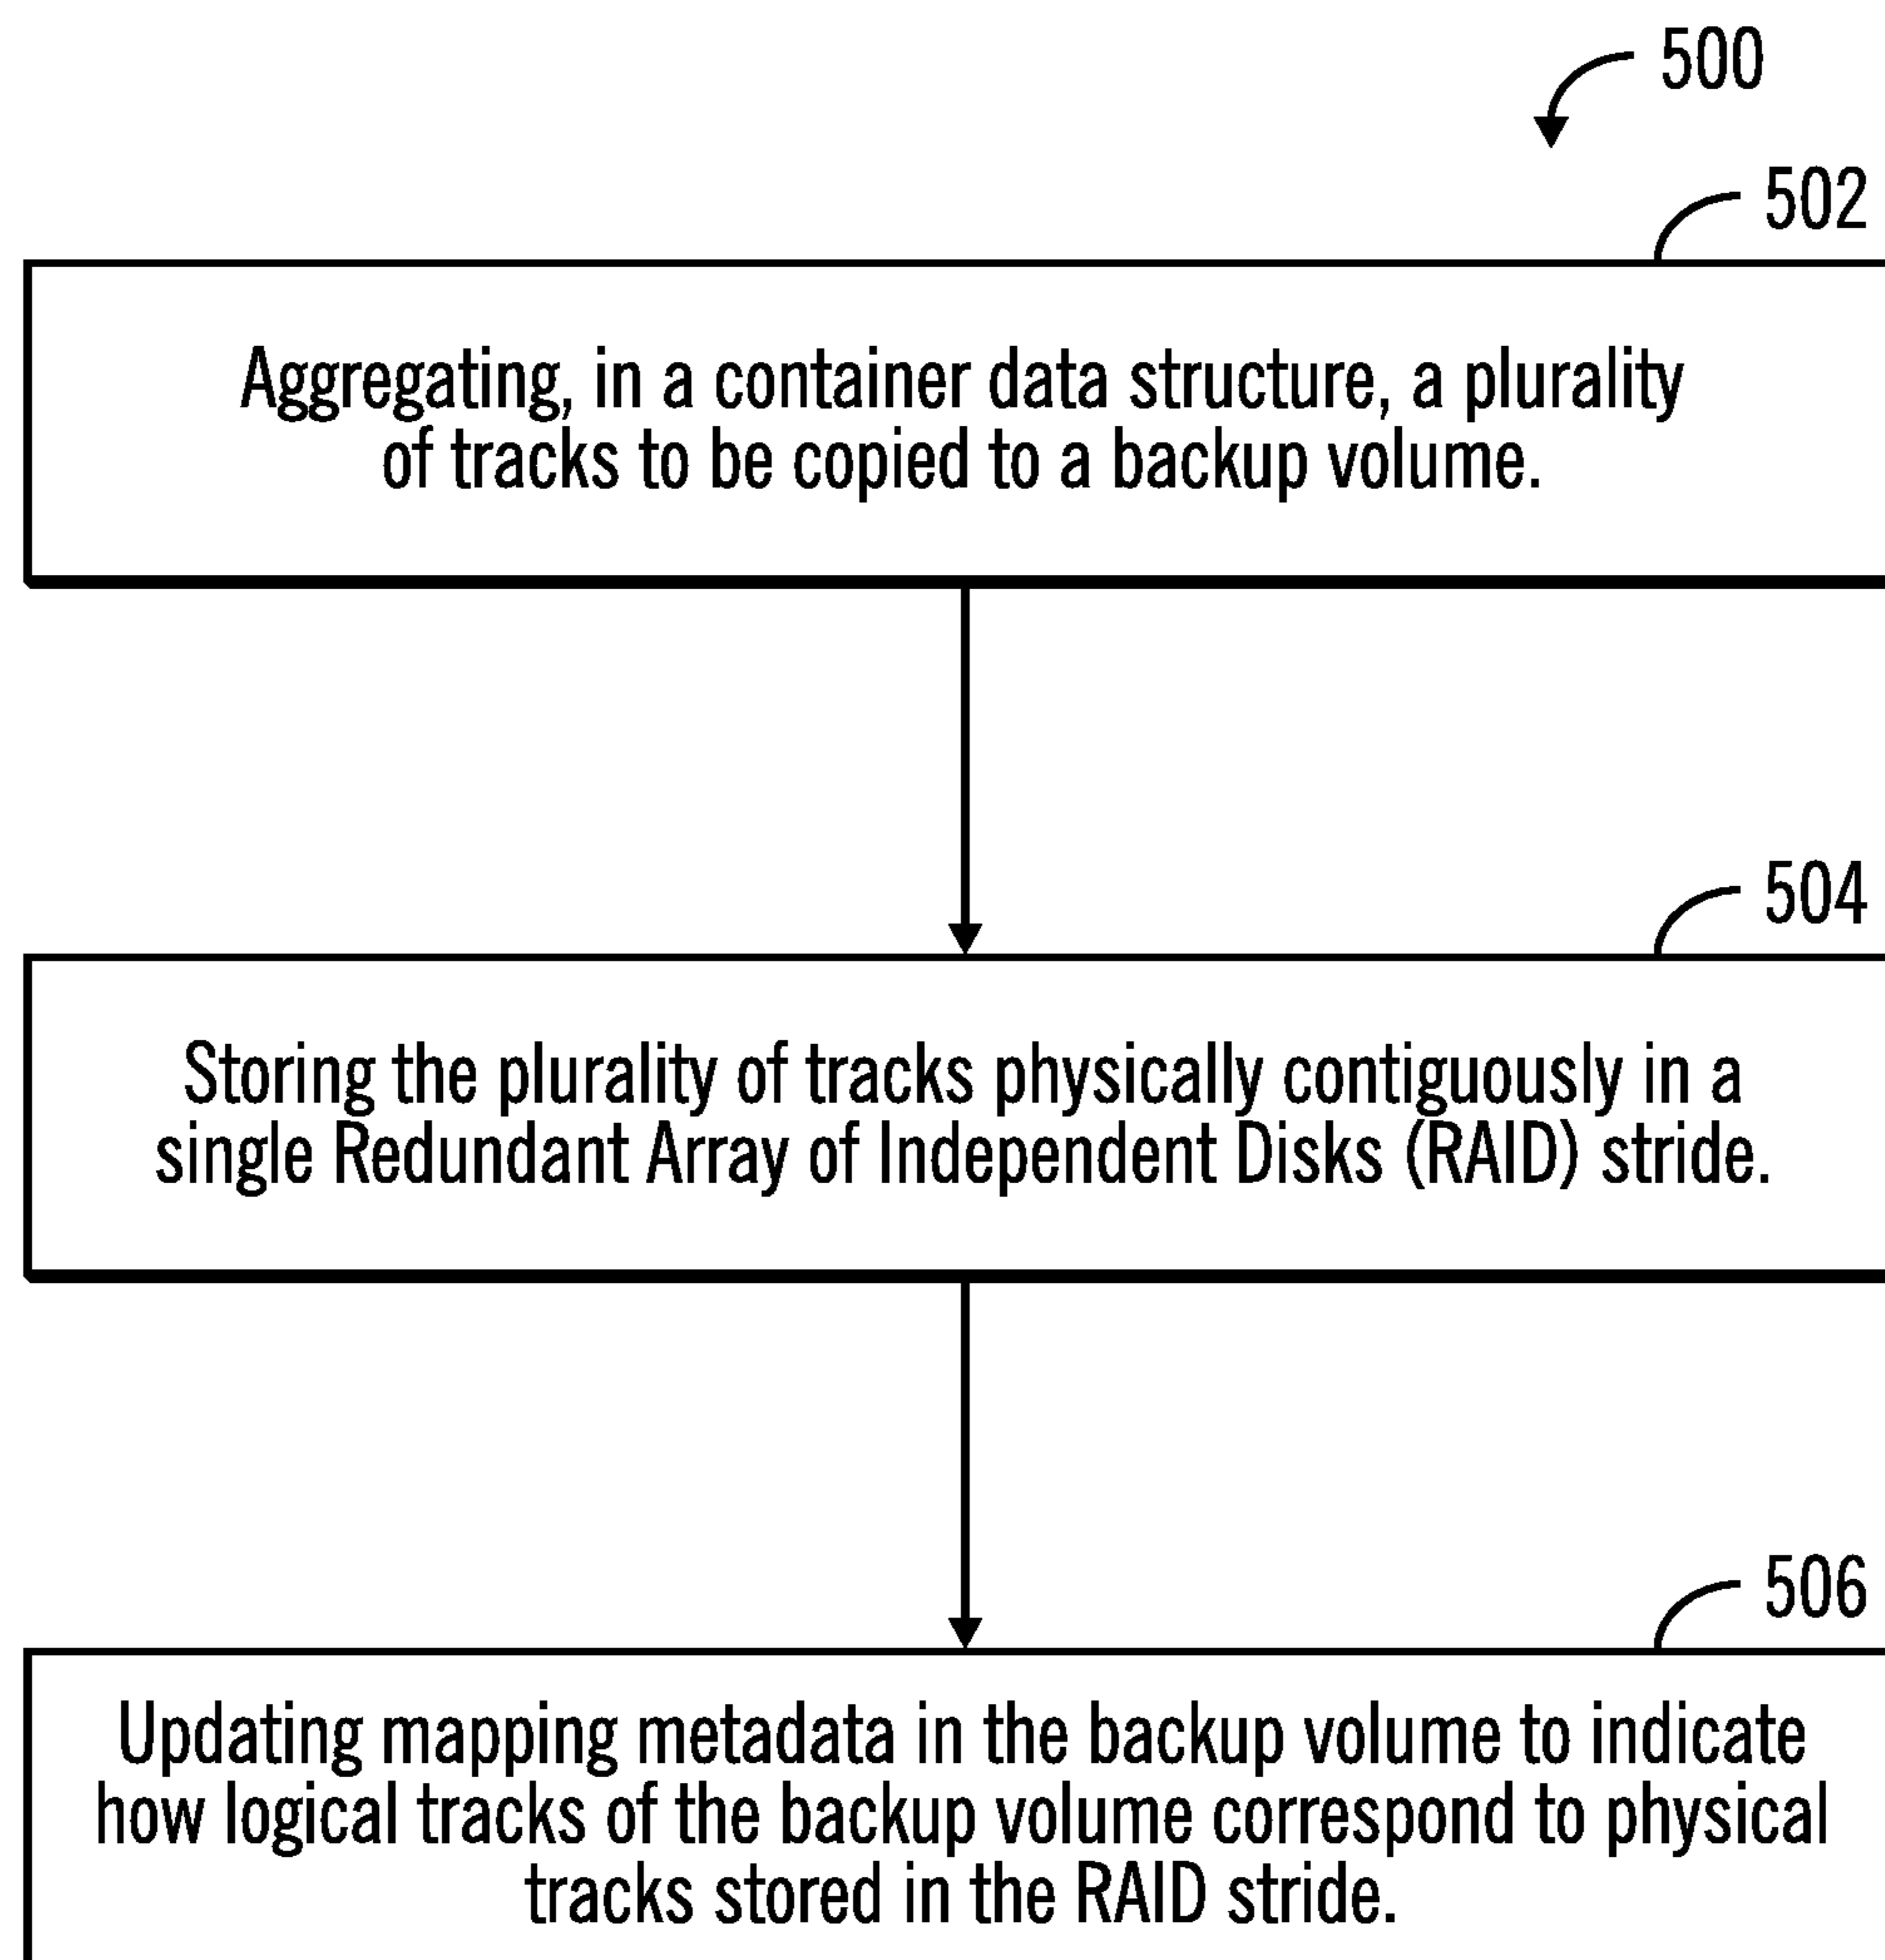 500
502
Aggregating, in a container data structure, a plurality
of tracks to be copied to a backup volume.
504
Storing the plurality of tracks physically contiguously in a
single Redundant Array of Independent Disks (RAID) stride.
506
Updating mapping metadata in the backup volume to indicate
how logical tracks of the backup volume correspond to physical
tracks stored in the RAID stride.